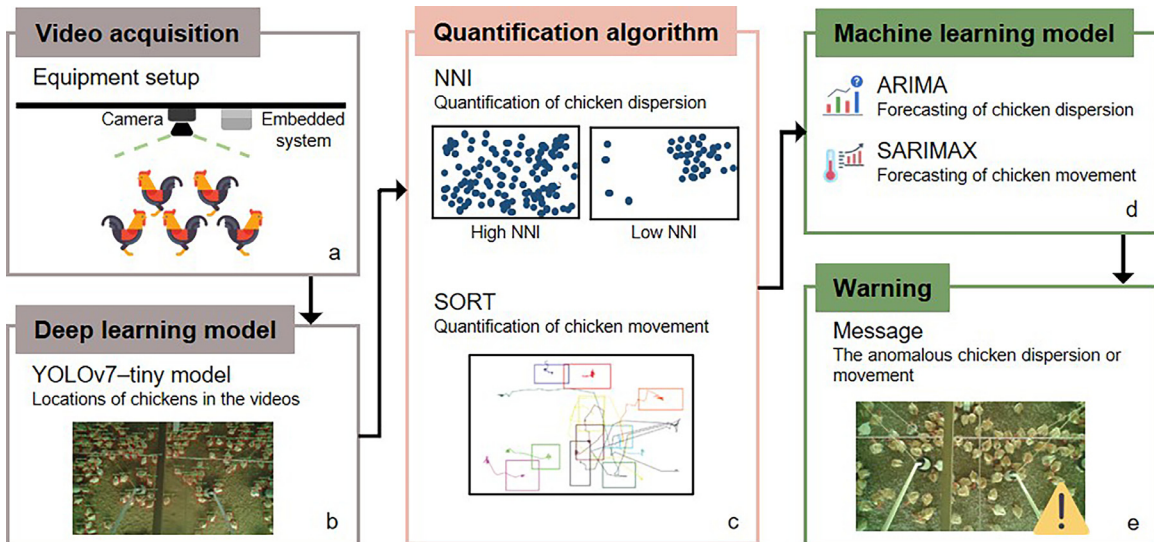 Video acquisition
Equipment setup
Camera
Embedded
system
a
Deep learning model
YOLOv7–tiny model
Locations of chickens in the videos
b
Quantification algorithm
NNI
Quantification of chicken dispersion
High NNI
Low NNI
SORT
Quantification of chicken movement
c
Machine learning model
?
ARIMA
Forecasting of chicken dispersion
SARIMAX
Forecasting of chicken movement
d
Warning
Message
The anomalous chicken dispersion or
movement
!
e